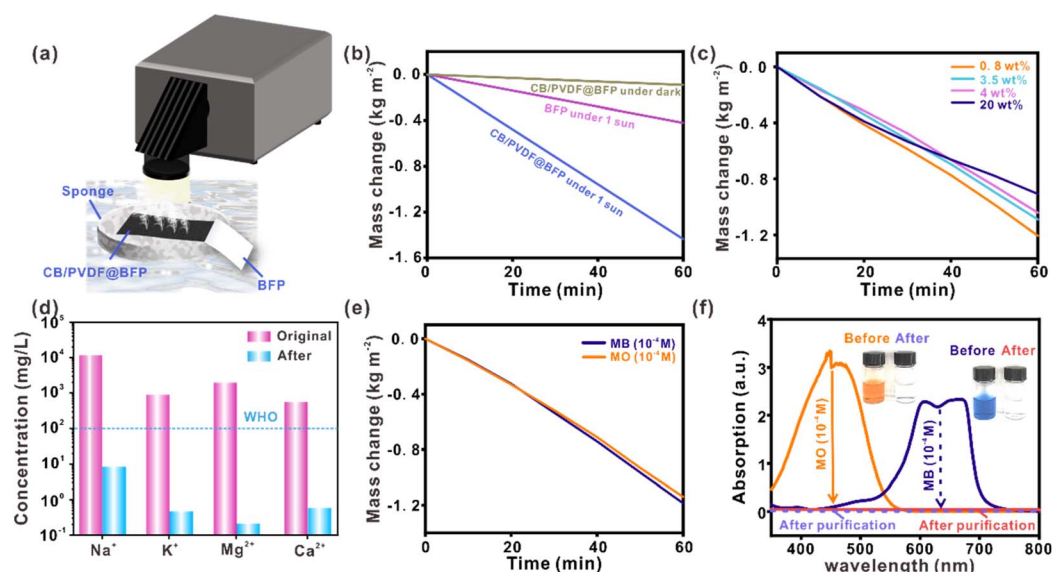 (a)
Sponge
CB/PVDF@BFP
BFP
(b)
Mass change (kg m⁻²)
0.0
-0.4
-0.8
-1.2
-1.6
CB/PVDF@BFP under dark
BFP under 1 sun
CB/PVDF@BFP under 1 sun
0 20 40 60
Time (min)
(c)
Mass change (kg m⁻²)
0.0
-0.4
-0.8
-1.2
0. 8 wt%
3.5 wt%
4 wt%
20 wt%
0 20 40 60
Time (min)
(d)
Concentration (mg/L)
10⁵
10⁴
10³
10²
10¹
10⁰
10⁻¹
Original
After
WHO
Na⁺ K⁺ Mg²⁺ Ca²⁺
(e)
Mass change (kg m⁻²)
0.0
-0.4
-0.8
-1.2
MB (10⁻⁴ M)
MO (10⁻⁴ M)
0 20 40 60
Time (min)
(f)
Absorption (a.u.)
4
3
2
1
0
Before After
Before After
MO (10⁻⁴ M)
MB (10⁻⁴ M)
After purification
After purification
400 500 600 700 800
wavelength (nm)